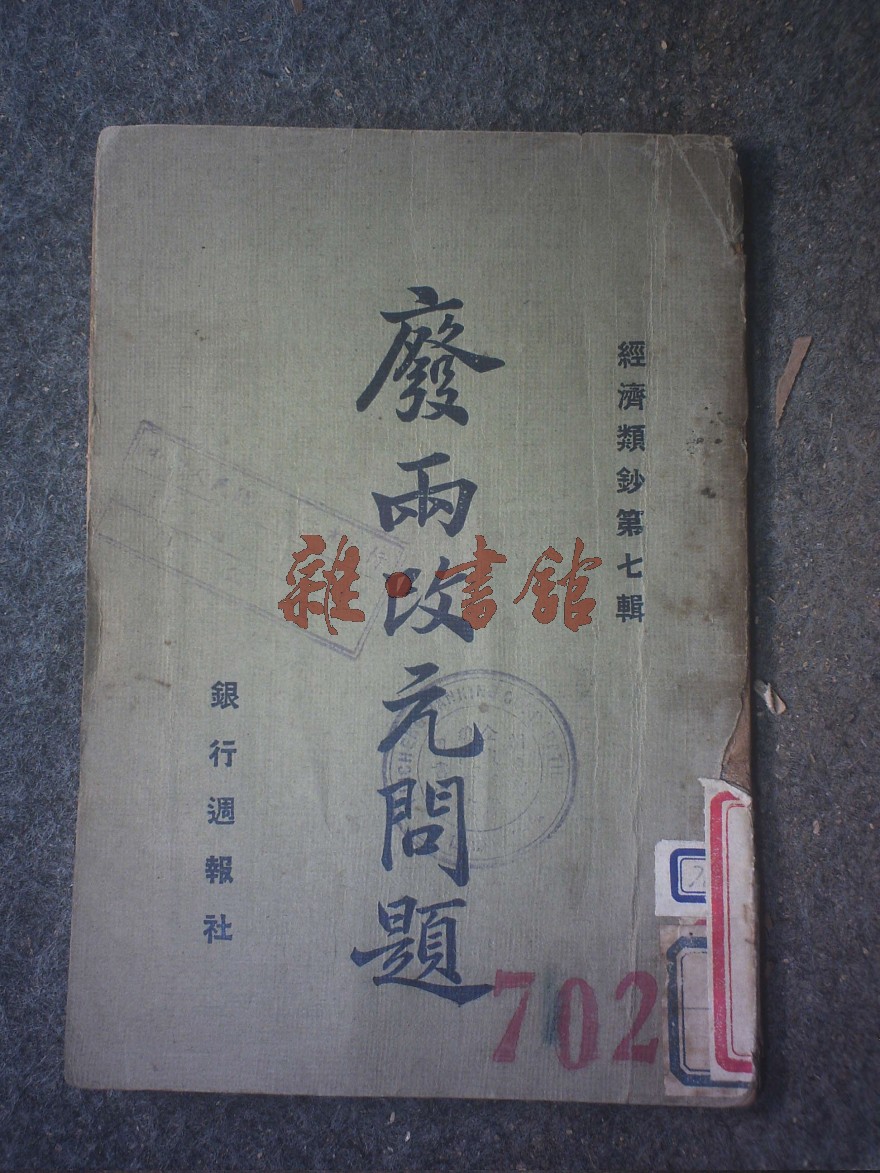 經濟類鈔第七輯
廢兩改元問題
銀行週報社
雜·書館
702